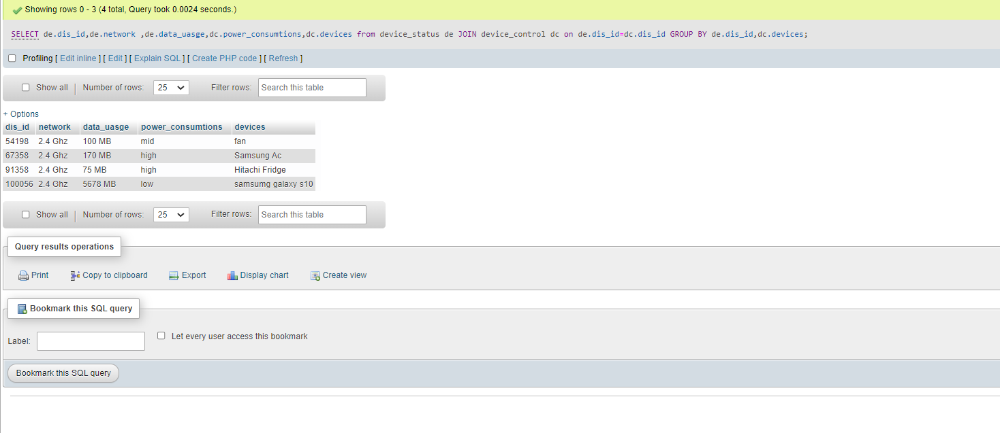 Showing rows 0 - 3 (4 total, Query took 0.0024 seconds.)
SELECT de.dis_id,de.network ,de.data_uasge,dc.power_consumtions,dc.devices from device_status de JOIN device_control dc on de.dis_id=dc.dis_id GROUP BY de.dis_id,dc.devices;
Profiling [ Edit inline ] [ Edit ] [ Explain SQL ] [ Create PHP code ] [ Refresh ]
Show all | Number of rows: 25 Filter rows: Search this table
+ Options
dis_id network data_uasge power_consumtions devices
54198 2.4 Ghz 100 MB mid fan
67358 2.4 Ghz 170 MB high Samsung Ac
91358 2.4 Ghz 75 MB high Hitachi Fridge
100056 2.4 Ghz 5678 MB low samsumg galaxy s10
Show all | Number of rows: 25 Filter rows: Search this table
Query results operations
Print Copy to clipboard Export Display chart Create view
Bookmark this SQL query
Label: Let every user access this bookmark
Bookmark this SQL query